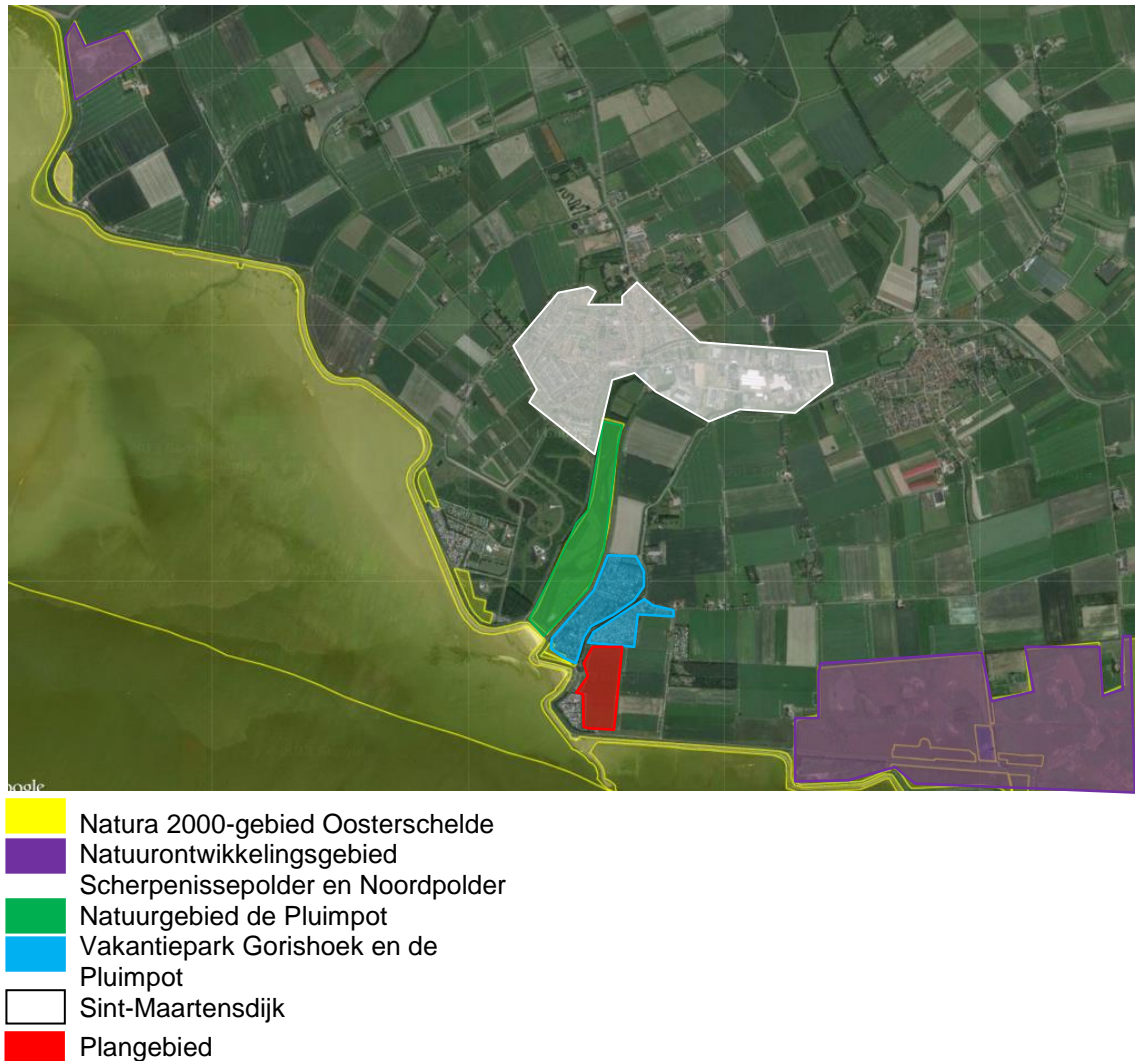 oogle
Natura 2000-gebied Oosterschelde
Natuurontwikkelingsgebied
Scherpenissepolder en Noordpolder
Natuurgebied de Pluimpot
Vakantiepark Gorishoek en de
Pluimpot
Sint-Maartensdijk
Plangebied